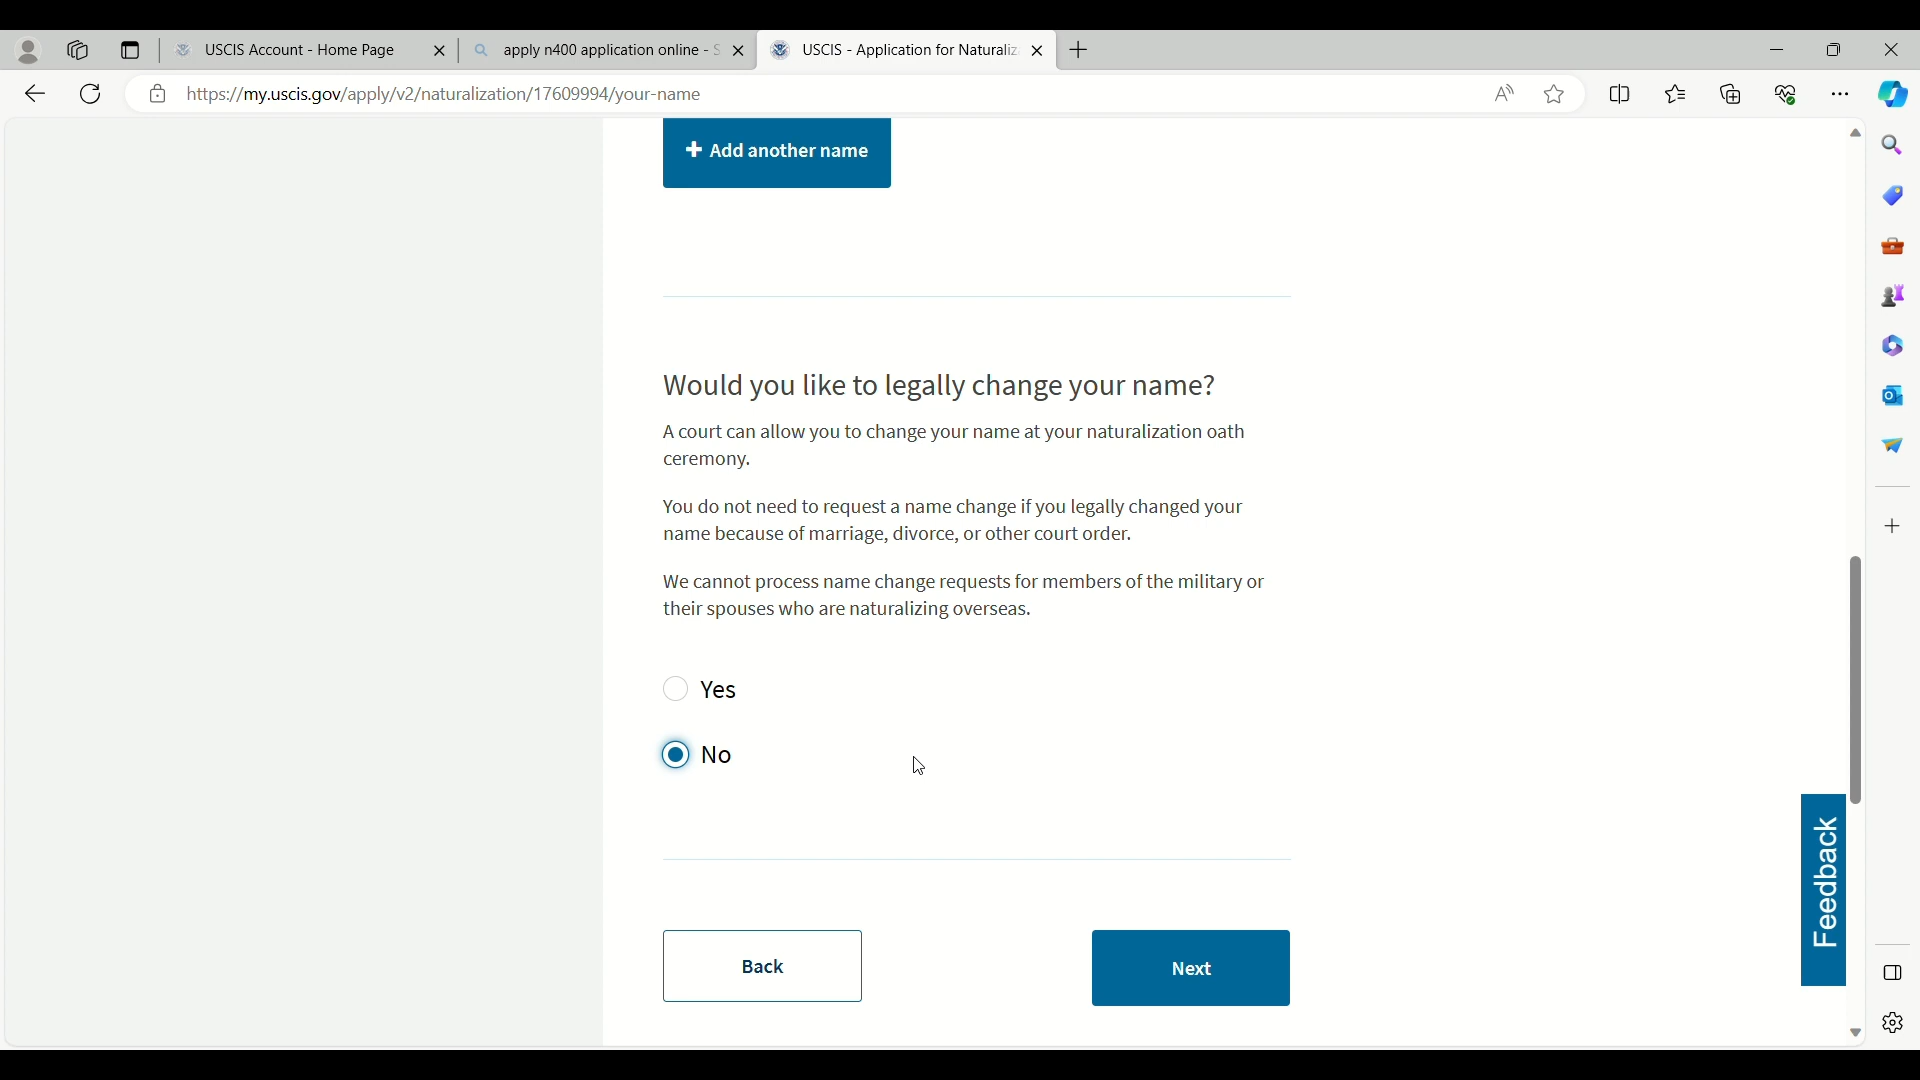 USCIS Account - Home Page
apply n400 application online - S
USCIS - Application for Naturaliz
https://my.uscis.gov/apply/v2/naturalization/17609994/your-name
+ Add another name
Would you like to legally change your name?
A court can allow you to change your name at your naturalization oath
ceremony.
You do not need to request a name change if you legally changed your
name because of marriage, divorce, or other court order.
We cannot process name change requests for members of the military or
their spouses who are naturalizing overseas.
Yes
No
Back
Next
Feedback